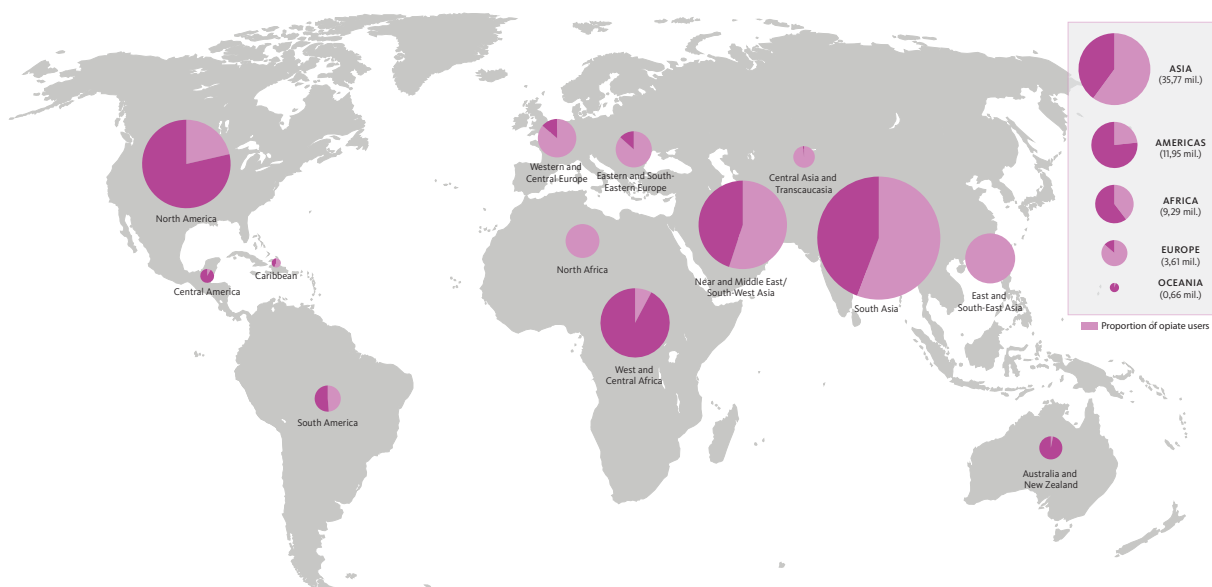 North America
Central America
Caribbean
South America
Western and
Central Europe
Eastern and South-
Eastern Europe
Central Asia and
Transcaucasia
North Africa
West and
Central Africa
Near and Middle East/
South-West Asia
South Asia
East and
South-East Asia
Australia and
New Zealand
ASIA
(35,77 mil.)
AMERICAS
(11,95 mil.)
AFRICA
(9,29 mil.)
EUROPE
(3,61 mil.)
OCEANIA
(0,66 mil.)
Proportion of opiate users